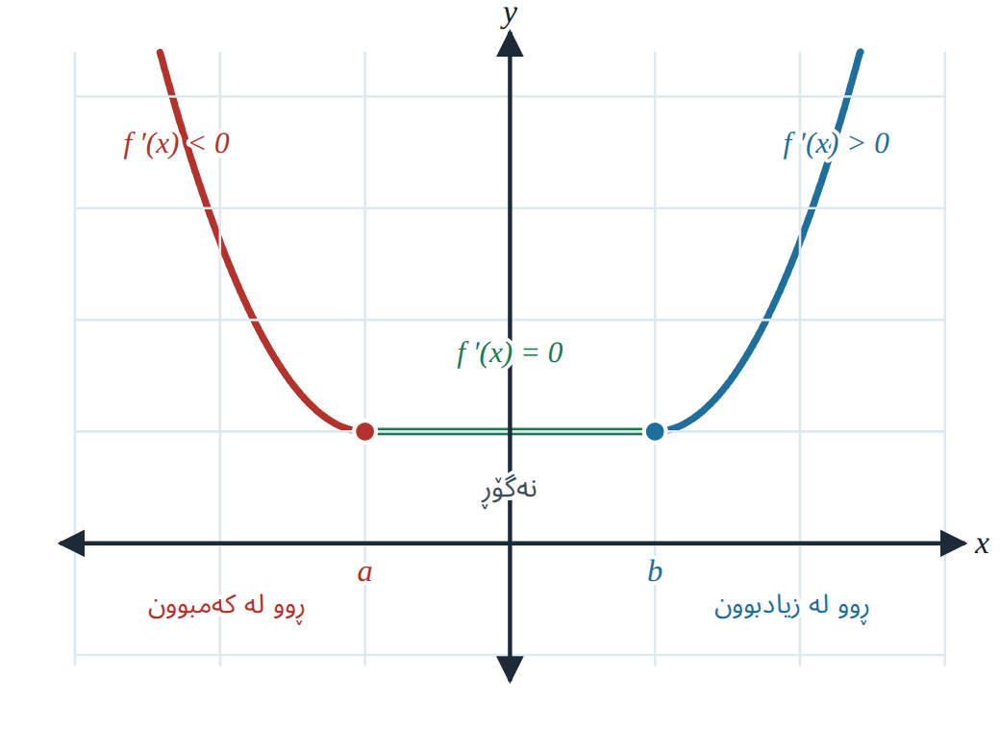 y
f ′(x) < 0
f ′(x) > 0
f ′(x) = 0
نەگۆڕ
x
a
b
ڕوو لە کەمبوون
ڕوو لە زیادبوون